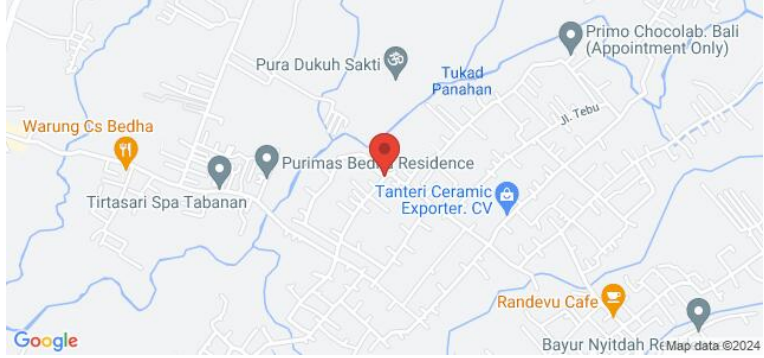 Primo Chocolab. Bali
(Appointment Only)
Pura Dukuh Sakti
Tukad
Panahan
Jl. Tebu
Warung Cs Bedha
Purimas Bedha Residence
Tirtasari Spa Tabanan
Tanteri Ceramic
Exporter. CV
Randevu Cafe
Bayur Nyitdah
Google
Map data ©2024